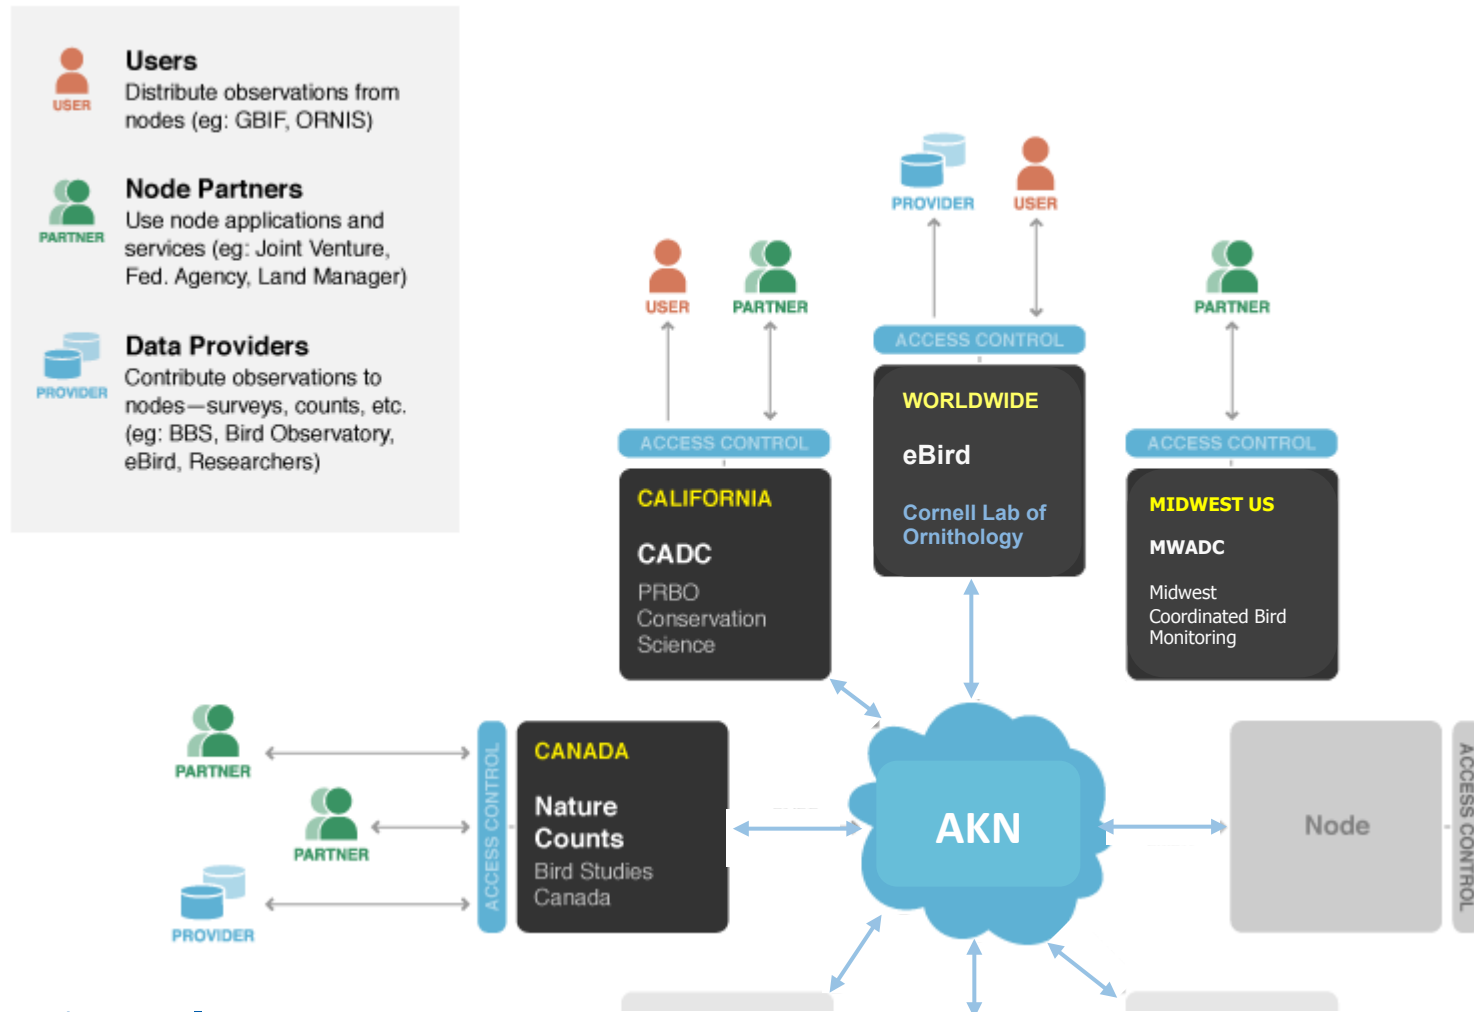 Users
Distribute observations from
nodes (eg: GBIF, ORNIS)
USER
Node Partners
Use node applications and
services (eg: Joint Venture,
Fed. Agency, Land Manager)
PARTNER
Data Providers
Contribute observations to
nodes—surveys, counts, etc.
(eg: BBS, Bird Observatory,
eBird, Researchers)
PROVIDER
PROVIDER
USER
USER
PARTNER
PARTNER
ACCESS CONTROL
WORLDWIDE
eBird
Cornell Lab of
Ornithology
ACCESS CONTROL
CALIFORNIA
CADC
PRBO
Conservation
Science
ACCESS CONTROL
MIDWEST US
MWADC
Midwest
Coordinated Bird
Monitoring
PARTNER
PARTNER
PROVIDER
ACCESS CONTROL
CANADA
Nature
Counts
Bird Studies
Canada
AKN
Node
ACCESS CONTROL